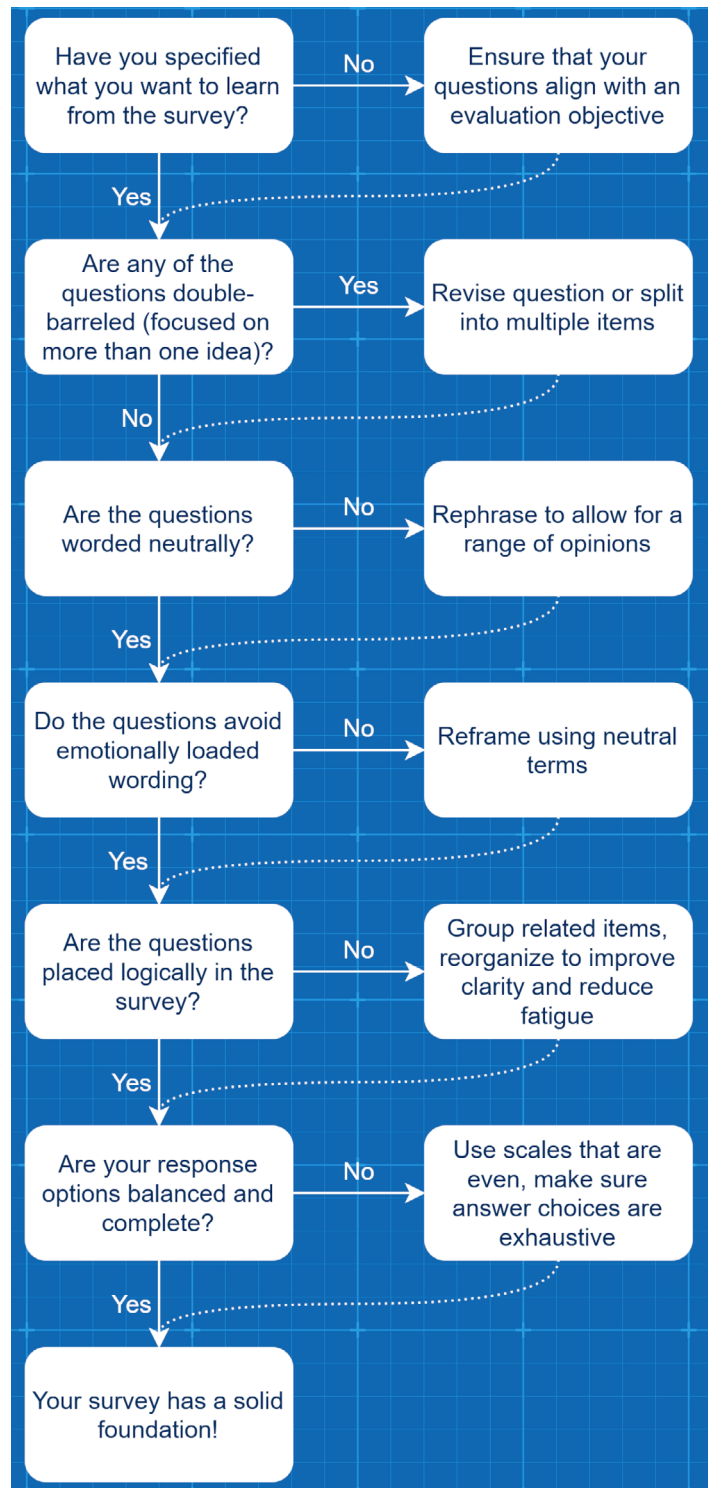 Have you specified
what you want to learn
from the survey?
No
Ensure that your
questions align with an
evaluation objective
Yes
Are any of the
questions double-
barreled (focused on
more than one idea)?
Yes
Revise question or split
into multiple items
No
Are the questions
worded neutrally?
No
Rephrase to allow for a
range of opinions
Yes
Do the questions avoid
emotionally loaded
wording?
No
Reframe using neutral
terms
Yes
Are the questions
placed logically in the
survey?
No
Group related items,
reorganize to improve
clarity and reduce
fatigue
Yes
Are your response
options balanced and
complete?
No
Use scales that are
even, make sure
answer choices are
exhaustive
Yes
Your survey has a solid
foundation!